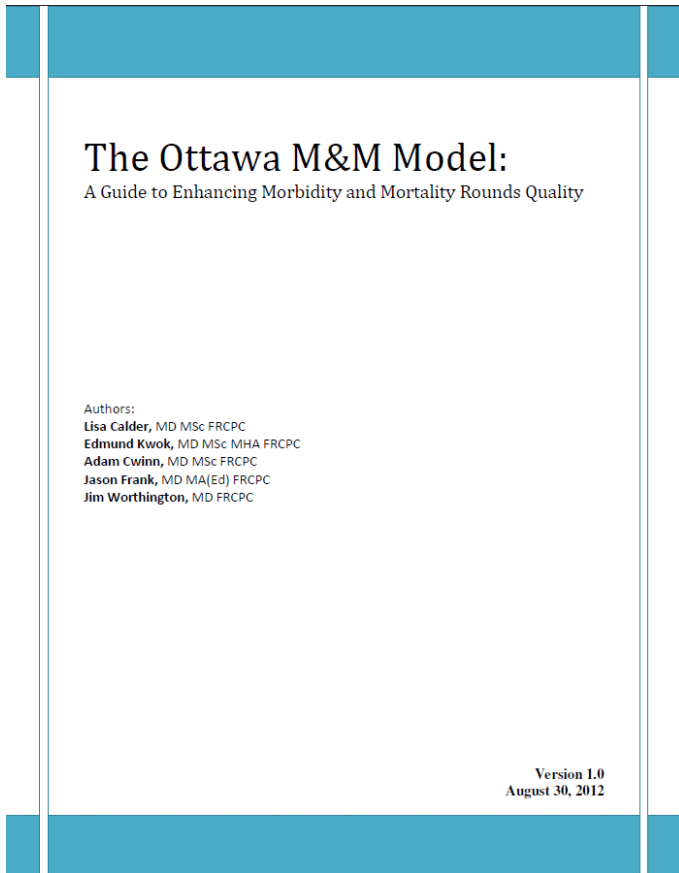 The Ottawa M&M Model:
A Guide to Enhancing Morbidity and Mortality Rounds Quality
Authors:
Lisa Calder, MD MSc FRCPC
Edmund Kwok, MD MSc MHA FRCPC
Adam Cwinn, MD MSc FRCPC
Jason Frank, MD MA(Ed) FRCPC
Jim Worthington, MD FRCPC
Version 1.0
August 30, 2012